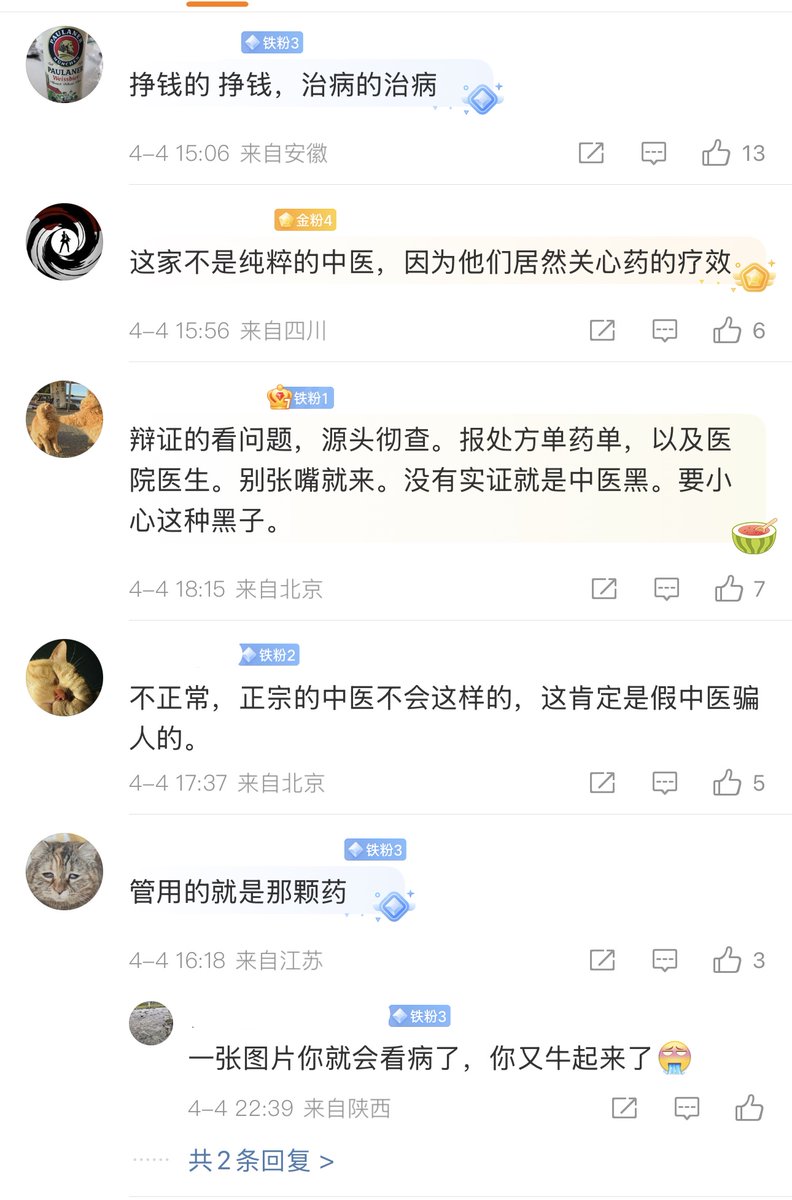 PAULANER
MÜNCHEN
PAULANER
Weissbier
铁粉3
挣钱的 挣钱，治病的治病
4-4 15:06 来自安徽
13
金粉4
这家不是纯粹的中医，因为他们居然关心药的疗效
4-4 15:56 来自四川
6
铁粉1
辩证的看问题，源头彻查。报处方单药单，以及医
院医生。别张嘴就来。没有实证就是中医黑。要小
心这种黑子。
4-4 18:15 来自北京
7
铁粉2
不正常，正宗的中医不会这样的，这肯定是假中医骗
人的。
4-4 17:37 来自北京
5
铁粉3
管用的就是那颗药
4-4 16:18 来自江苏
3
铁粉3
一张图片你就会看病了，你又牛起来了
4-4 22:39 来自陕西
共2条回复 >